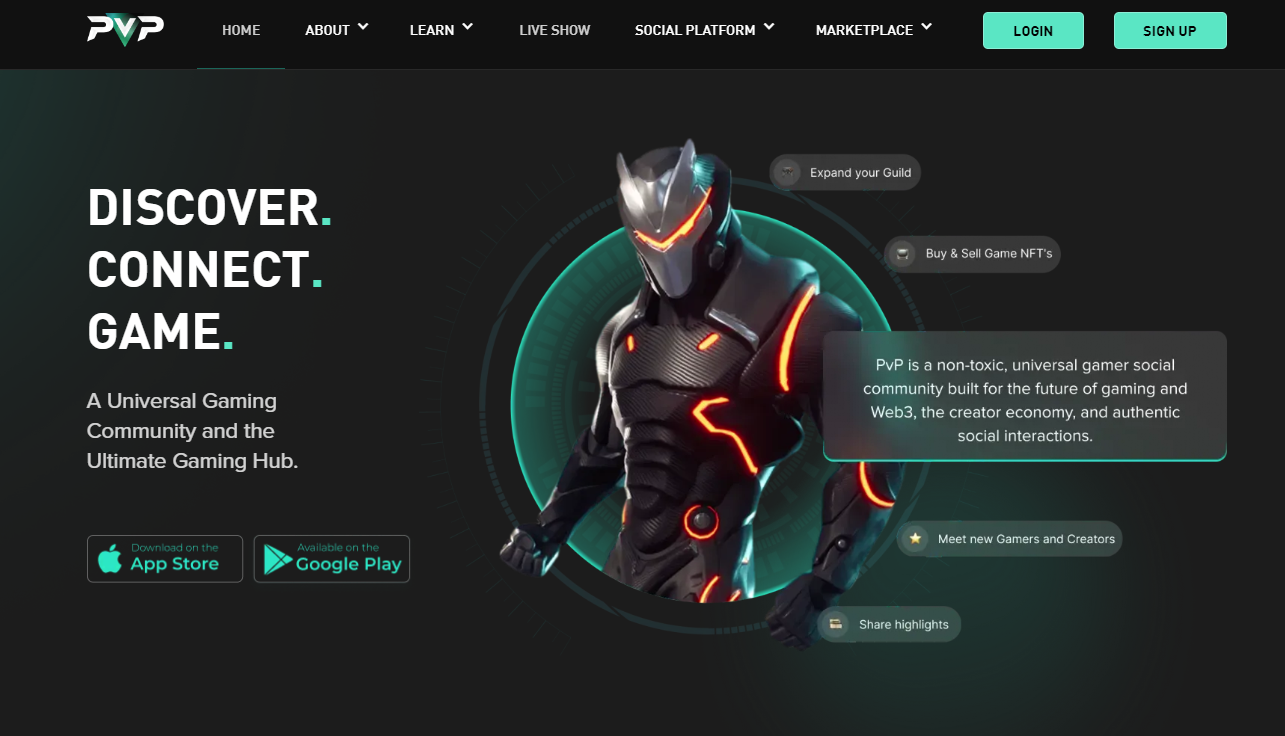 PVP
HOME
ABOUT
LEARN
LIVE SHOW
SOCIAL PLATFORM
MARKETPLACE
LOGIN
SIGN UP
DISCOVER.
CONNECT.
GAME.
A Universal Gaming
Community and the
Ultimate Gaming Hub.
Download on the
App Store
Available on the
Google Play
Expand your Guild
Buy & Sell Game NFT's
PvP is a non-toxic, universal gamer social
community built for the future of gaming and
Web3, the creator economy, and authentic
social interactions.
Meet new Gamers and Creators
Share highlights